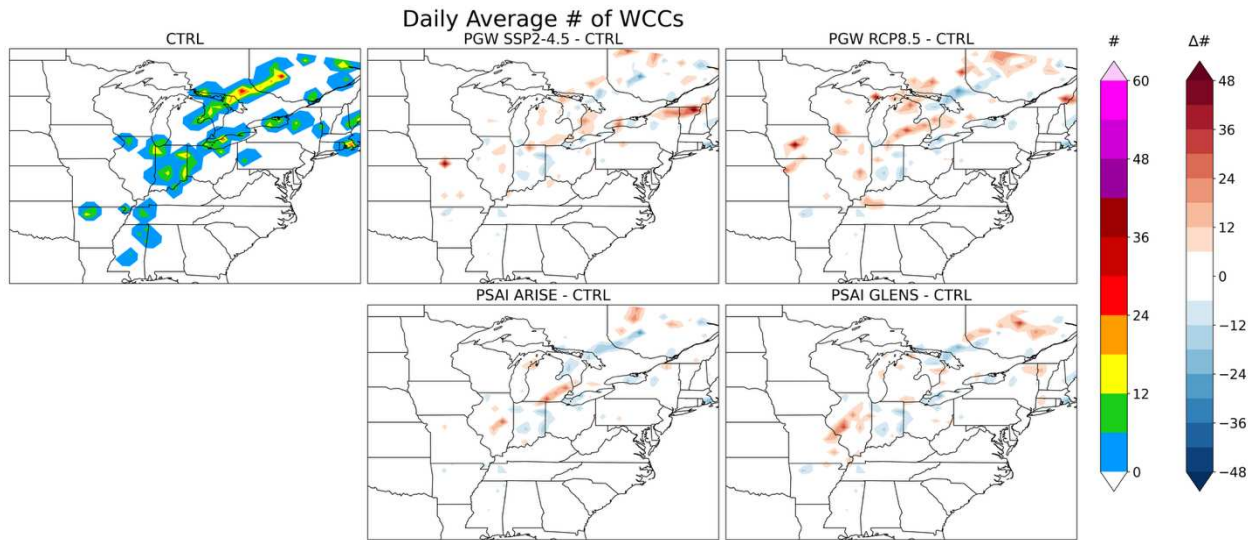 Daily Average # of WCCs
CTRL
PGW SSP2-4.5 - CTRL
PGW RCP8.5 - CTRL
PSAI ARISE - CTRL
PSAI GLENS - CTRL
#
60
48
36
24
12
0
Δ#
48
36
24
12
0
−12
−24
−36
−48